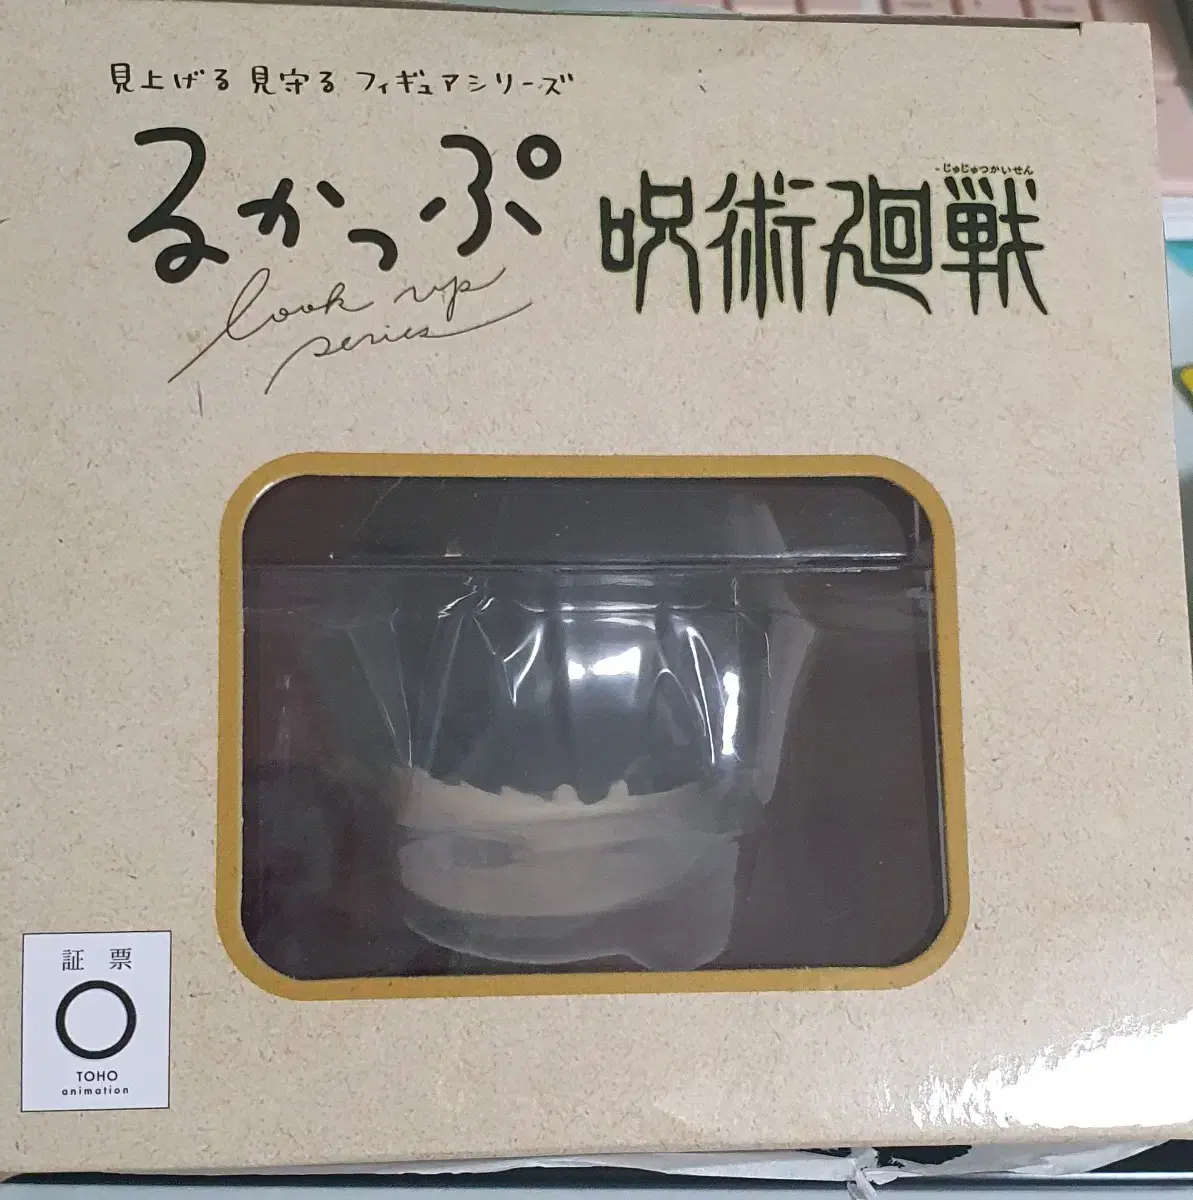 見上げる 見守る フィギュアシリーズ
るかっぷ
look up
series
じゅじゅつかいせん
呪術廻戦
証 票
TOHO
animation